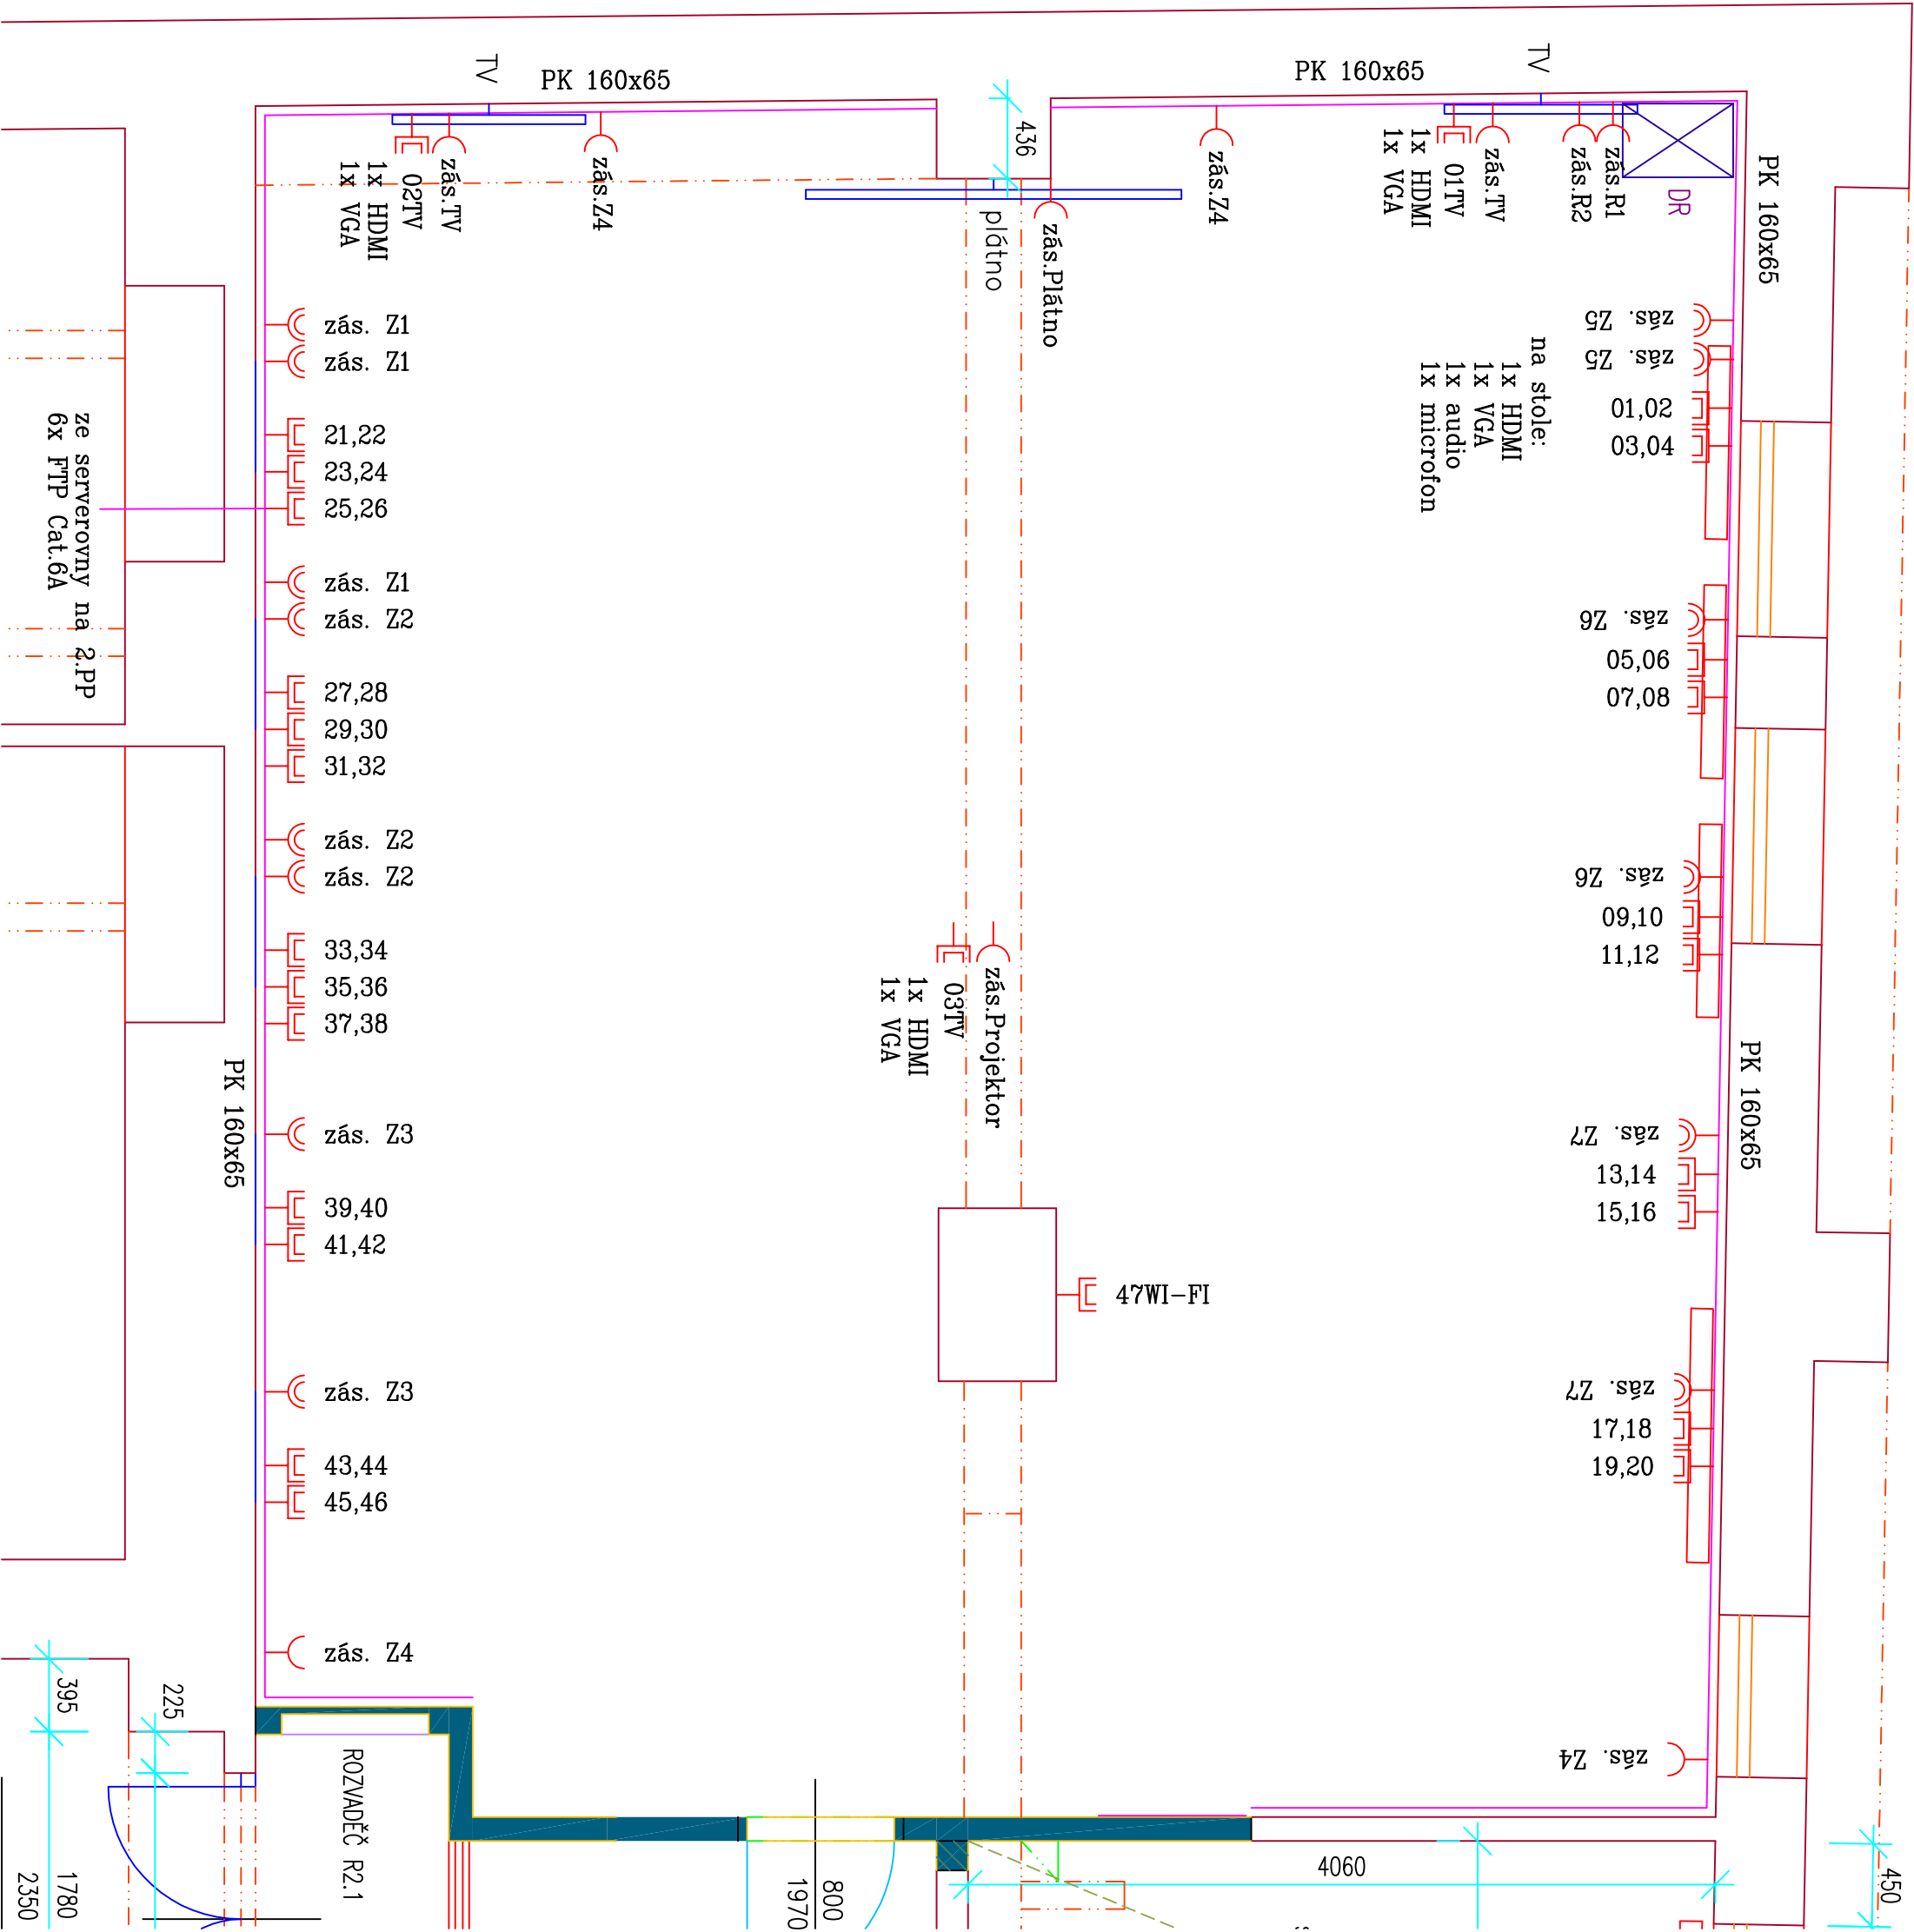 TV
PK 160x65
PK 160x65
TV
436
zás.Z4
zás.TV
02TV
1x HDMI
1x VGA
plátno
zás.Plátno
zás.Z4
zás.TV
01TV
1x HDMI
1x VGA
zás.R1
zás.R2
DR
PK 160x65
zás. Z1
zás. Z1
21,22
23,24
25,26
ze serverovny na 2.PP
6x FTP Cat.6A
zás. Z1
zás. Z2
27,28
29,30
31,32
zás. Z2
zás. Z2
33,34
35,36
37,38
PK 160x65
zás. Z3
39,40
41,42
zás. Z3
43,44
45,46
zás. Z4
na stole:
1x HDMI
1x VGA
1x audio
1x microfon
zás. Z5
zás. Z5
01,02
03,04
zás. Z6
05,06
07,08
zás. Z6
09,10
11,12
PK 160x65
zás. Z7
13,14
15,16
zás. Z7
17,18
19,20
zás. Z4
zás.Projektor
03TV
1x HDMI
1x VGA
47WI-FI
395
225
ROZVADĚČ R2.1
1780
2350
800
1970
4060
450